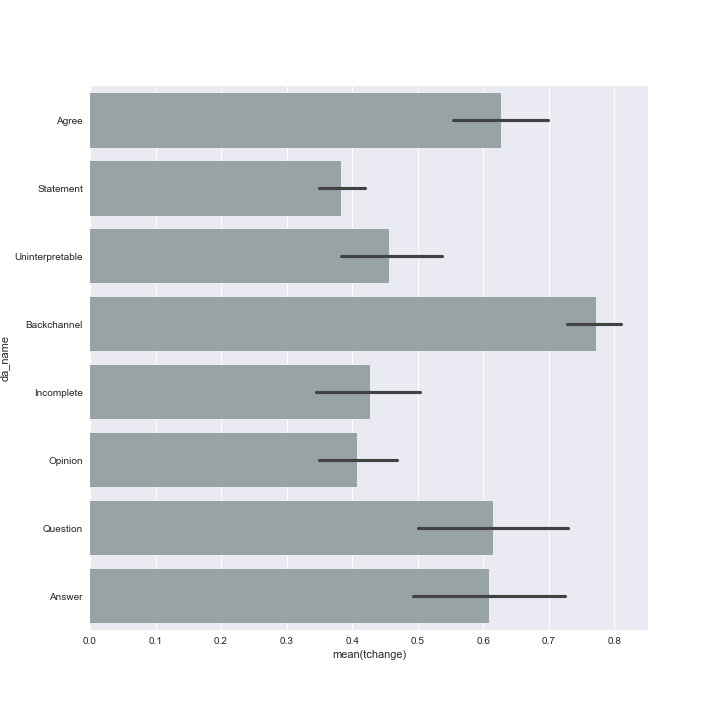 Agree
Statement
Uninterpretable
Backchannel
Incomplete
Opinion
Question
Answer
da_name
0.0 0.1 0.2 0.3 0.4 0.5 0.6 0.7 0.8
mean(tchange)